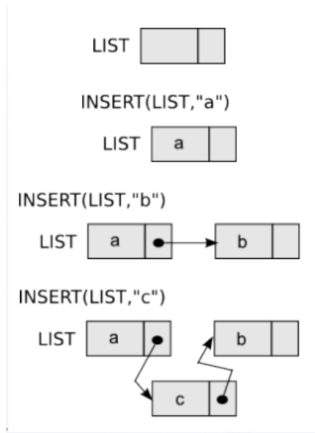 LIST
INSERT(LIST,"a")
LIST a
INSERT(LIST,"b")
LIST a b
INSERT(LIST,"c")
LIST a b
c